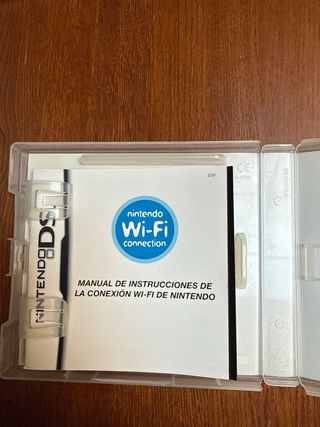 ESP
nintendo
Wi-Fi
connection
MANUAL DE INSTRUCCIONES DE
LA CONEXIÓN WI-FI DE NINTENDO
NINTENDO DS